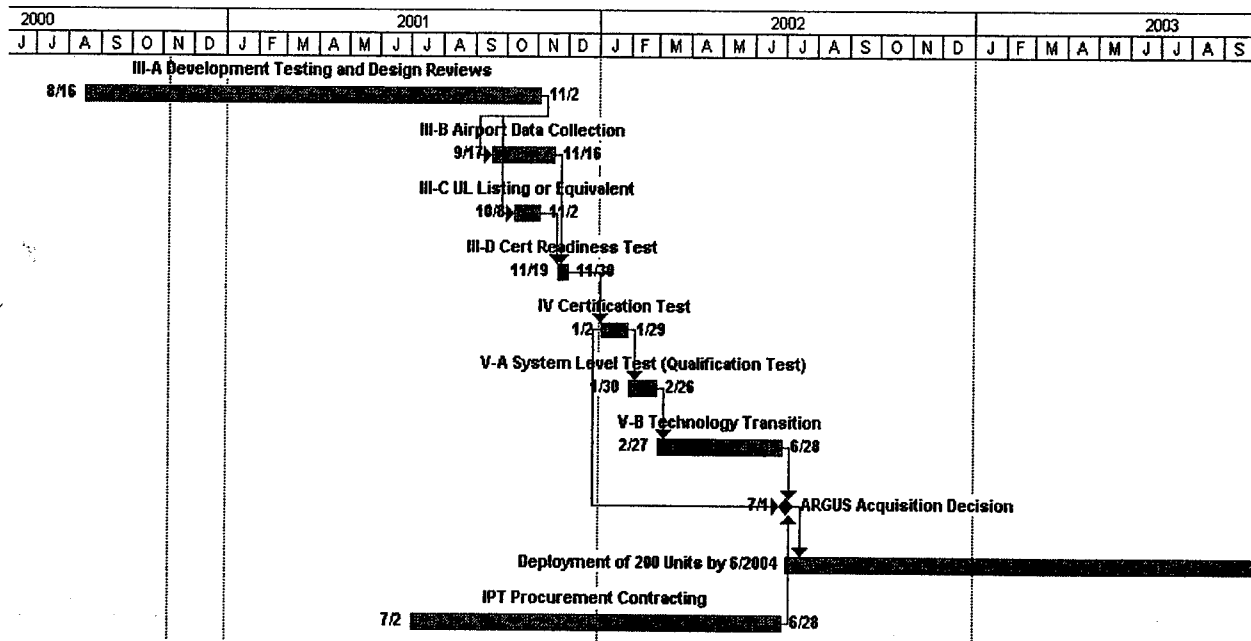 2000 2001 2002 2003
J J A S O N D J F M A M J J A S O N D J F M A M J J A S O N D J F M A M J J A S
III-A Development Testing and Design Reviews
8/16 11/2
III-B Airport Data Collection
9/17 11/16
III-C UL Listing or Equivalent
10/8 11/2
III-D Cert Readiness Test
11/19 11/30
IV Certification Test
1/2 1/29
V-A System Level Test (Qualification Test)
1/30 2/26
V-B Technology Transition
2/27 6/28
7/1 ARGUS Acquisition Decision
Deployment of 200 Units by 6/2004
IPT Procurement Contracting
7/2 6/28